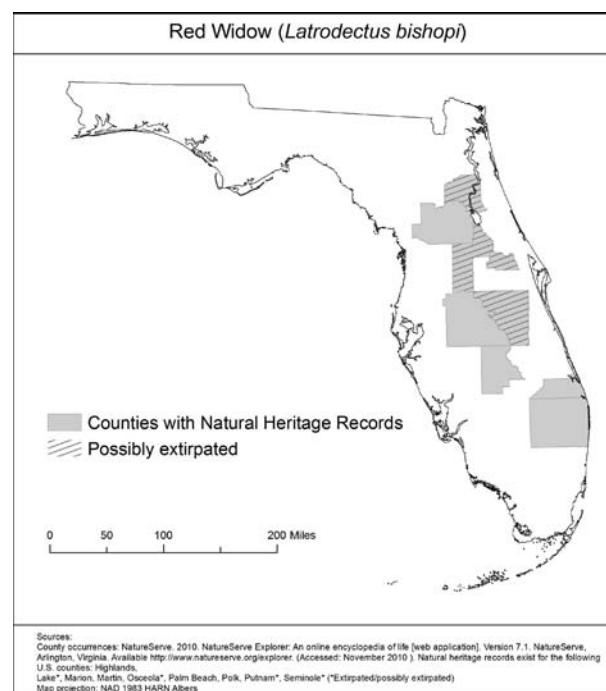 Red Widow (Latrodectus bishopi)
Counties with Natural Heritage Records
Possibly extirpated
0 50 100 200 Miles
Sources:
County occurrences: NatureServe. 2010. NatureServe Explorer: An online encyclopedia of life [web application]. Version 7.1. NatureServe,
Arlington, Virginia. Available http://www.natureserve.org/explorer. (Accessed: November 2010 ). Natural heritage records exist for the following
U.S. counties: Highlands,
Lake*, Marion, Martin, Osceola*, Palm Beach, Polk, Putnam*, Seminole* (*Extirpated/possibly extirpated)
Map projection: NAD 1983 HARN Albers